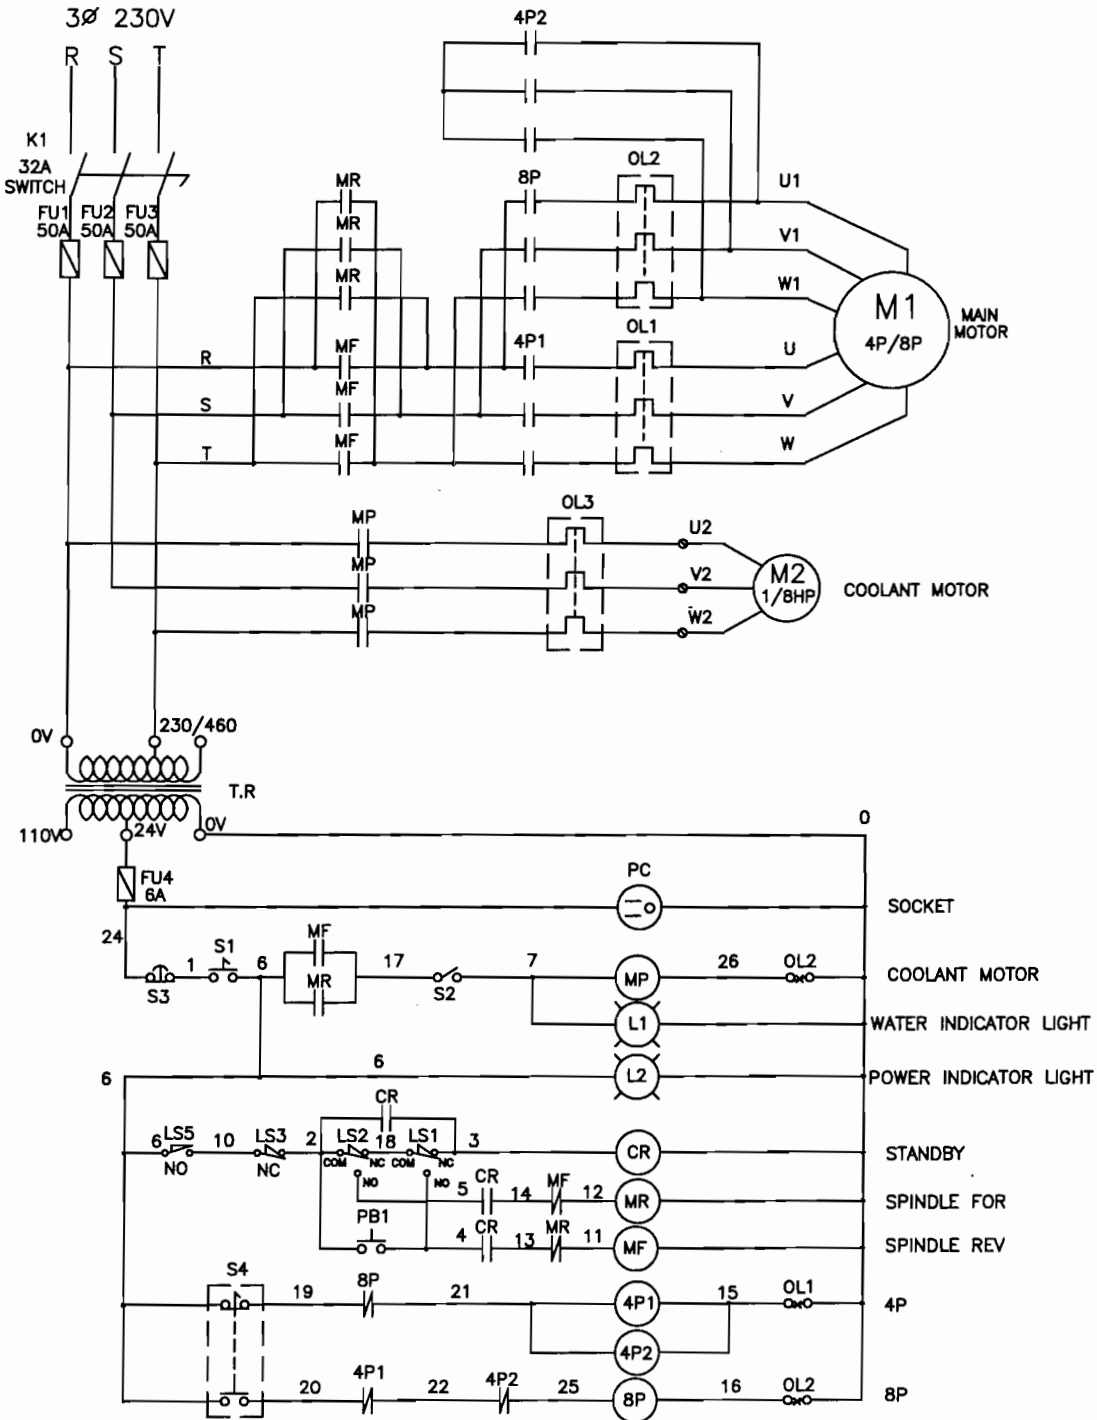 3Ø 230V
R S T
4P2
K1
32A
SWITCH
FU1 FU2 FU3
50A 50A 50A
MR
MR
MR
8P
OL2
U1
V1
W1
M1
4P/8P
MAIN
MOTOR
R
MF
4P1
OL1
U
S
MF
V
T
MF
W
MP
OL3
U2
MP
V2
M2
1/8HP
COOLANT MOTOR
MP
W2
0V
230/460
T.R
110V
24V
0V
0
FU4
6A
PC
SOCKET
24
S3
1
S1
6
MF
MR
17
S2
7
MP
26
OL2
COOLANT MOTOR
L1
WATER INDICATOR LIGHT
6
6
L2
POWER INDICATOR LIGHT
CR
6
LS5
NO
10
LS3
NC
2
LS2
COM
NC
NO
18
LS1
COM
NC
NO
3
CR
STANDBY
5
CR
14
MF
12
MR
SPINDLE FOR
PB1
4
CR
13
MR
11
MF
SPINDLE REV
S4
19
8P
21
4P1
15
OL1
4P
4P2
20
4P1
22
4P2
25
8P
16
OL2
8P